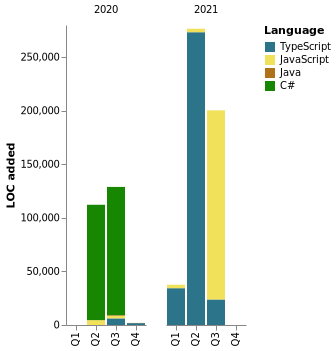 2020
2021
Language
TypeScript
JavaScript
Java
C#
LOC added
250,000
200,000
150,000
100,000
50,000
0
Q1
Q2
Q3
Q4
Q1
Q2
Q3
Q4